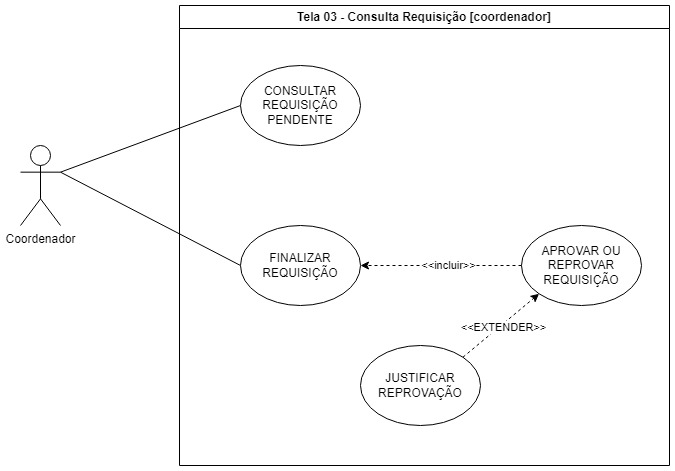 Tela 03 - Consulta Requisição [coordenador]
CONSULTAR
REQUISIÇÃO
PENDENTE
Coordenador
FINALIZAR
REQUISIÇÃO
<<incluir>>
APROVAR OU
REPROVAR
REQUISIÇÃO
<<EXTENDER>>
JUSTIFICAR
REPROVAÇÃO